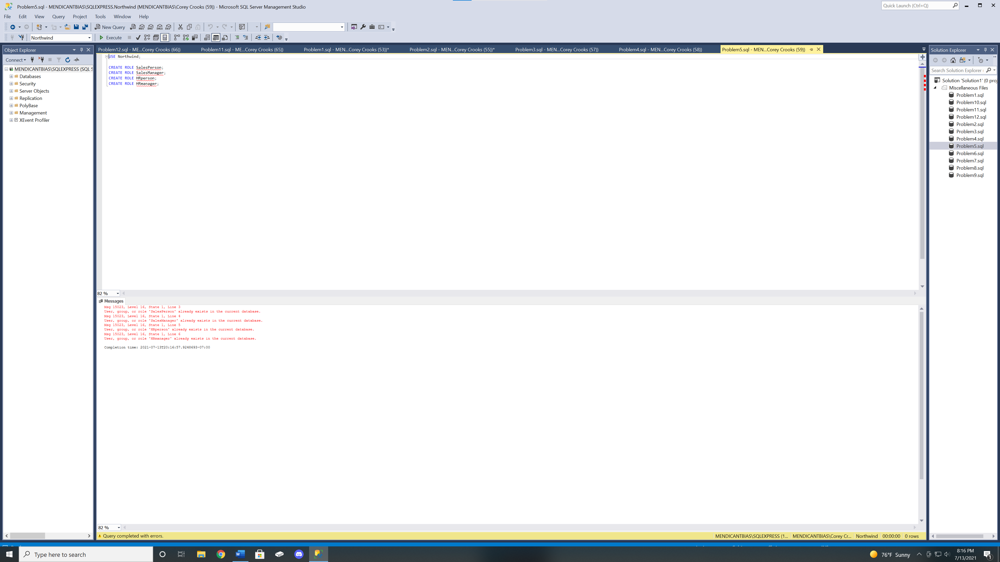 Problem5.sql - MENDICANTBIAS\SQLEXPRESS.Northwind (MENDICANTBIAS\Corey Crooks (59)) - Microsoft SQL Server Management Studio
Quick Launch (Ctrl+Q)
File Edit View Query Project Tools Window Help
New Query MDX DMX XMLA DAX
Northwind Execute
Object Explorer
Connect
MENDICANTBIAS\SQLEXPRESS (SQL S
Databases
Security
Server Objects
Replication
PolyBase
Management
XEvent Profiler
Problem12.sql - ME...Corey Crooks (66)) Problem11.sql - ME...Corey Crooks (65)) Problem1.sql - MEN...Corey Crooks (53))* Problem2.sql - MEN...Corey Crooks (55))* Problem3.sql - MEN...Corey Crooks (57)) Problem4.sql - MEN...Corey Crooks (58)) Problem5.sql - MEN...Corey Crooks (59))
USE Northwind;
CREATE ROLE SalesPerson;
CREATE ROLE SalesManager;
CREATE ROLE HRperson;
CREATE ROLE HRmanager;
82 %
Messages
Msg 15023, Level 16, State 1, Line 3
User, group, or role 'SalesPerson' already exists in the current database.
Msg 15023, Level 16, State 1, Line 4
User, group, or role 'SalesManager' already exists in the current database.
Msg 15023, Level 16, State 1, Line 5
User, group, or role 'HRperson' already exists in the current database.
Msg 15023, Level 16, State 1, Line 6
User, group, or role 'HRmanager' already exists in the current database.
Completion time: 2021-07-13T20:16:57.9248693-07:00
82 %
Query completed with errors. MENDICANTBIAS\SQLEXPRESS (1... MENDICANTBIAS\Corey Cr... Northwind 00:00:00 0 rows
Solution Explorer
Search Solution Explorer (
Solution 'Solution1' (0 proj
Miscellaneous Files
Problem1.sql
Problem10.sql
Problem11.sql
Problem12.sql
Problem2.sql
Problem3.sql
Problem4.sql
Problem5.sql
Problem6.sql
Problem7.sql
Problem8.sql
Problem9.sql
Type here to search
76°F Sunny
8:16 PM
7/13/2021
1